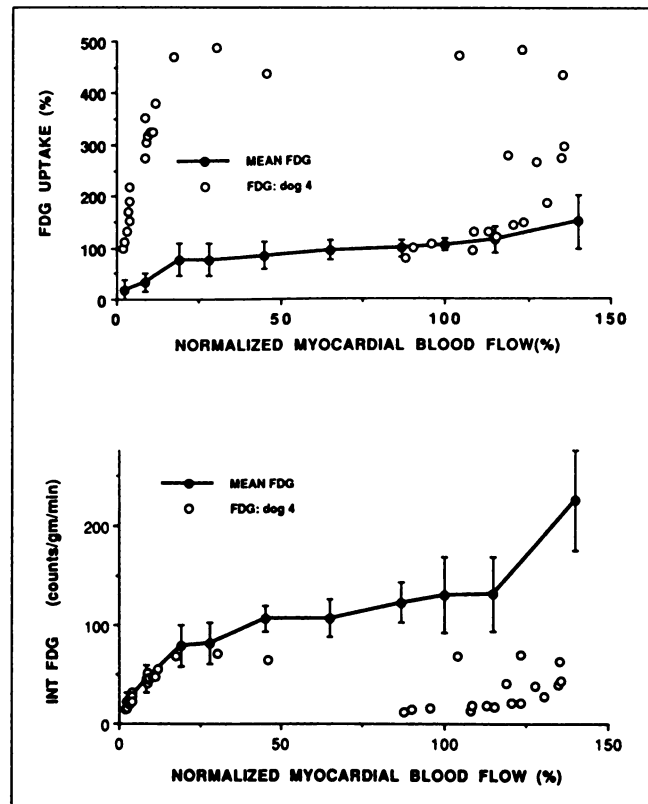 500
400
300
200
100
0
FDG UPTAKE (%)
MEAN FDG
FDG: dog 4
0
50
100
150
NORMALIZED MYOCARDIAL BLOOD FLOW(%)
200
100
0
INT FDG (counts/gm/min)
MEAN FDG
FDG: dog 4
0
50
100
150
NORMALIZED MYOCARDIAL BLOOD FLOW (%)